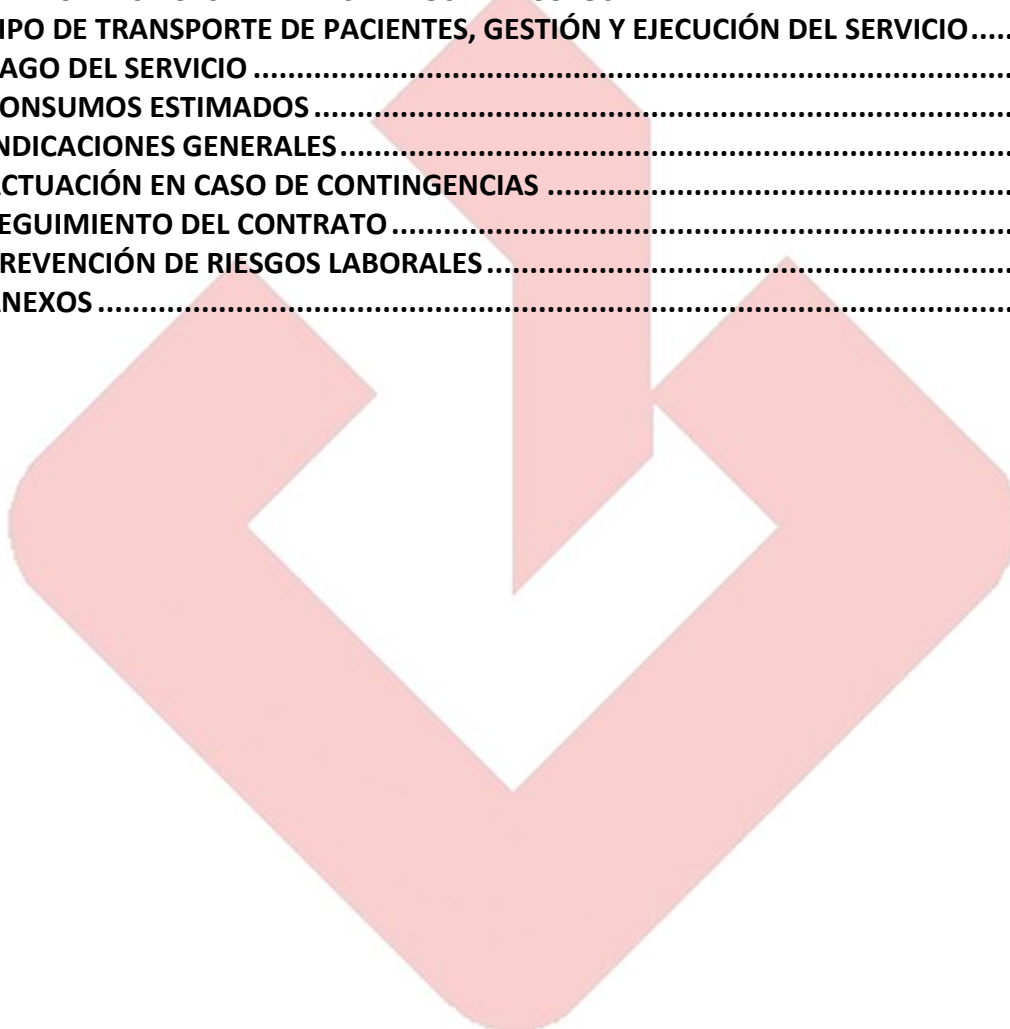 IPO DE TRANSPORTE DE PACIENTES, GESTIÓN Y EJECUCIÓN DEL SERVICIO.....
AGO DEL SERVICIO ....................................................................................
ONSUMOS ESTIMADOS ............................................................................
NDICACIONES GENERALES.........................................................................
ACTUACIÓN EN CASO DE CONTINGENCIAS ...................................................
EGUIMIENTO DEL CONTRATO ...................................................................
REVENCIÓN DE RIESGOS LABORALES.........................................................
NEXOS ....................................................................................................